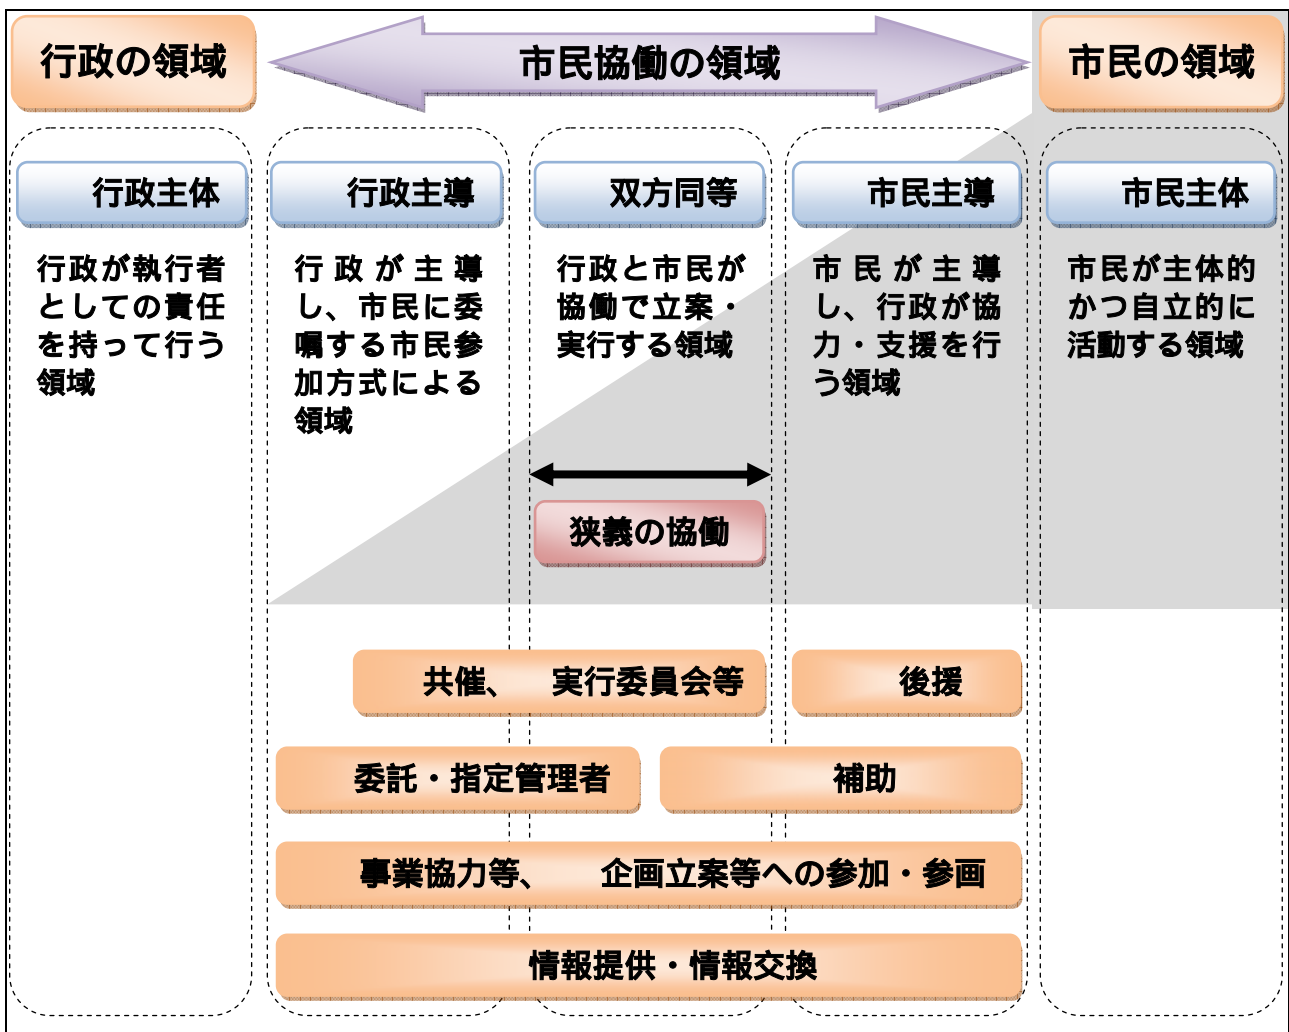 行政の領域
市民協働の領域
市民の領域
行政主体
行政主導
双方同等
市民主導
市民主体
行政が執行者
としての責任
を持って行う
領域
行政が主導
し、市民に委
嘱する市民参
加方式による
領域
行政と市民が
協働で立案・
実行する領域
市民が主導
し、行政が協
力・支援を行
う領域
市民が主体的
かつ自立的に
活動する領域
狭義の協働
共催、 実行委員会等
後援
委託・指定管理者
補助
事業協力等、 企画立案等への参加・参画
情報提供・情報交換